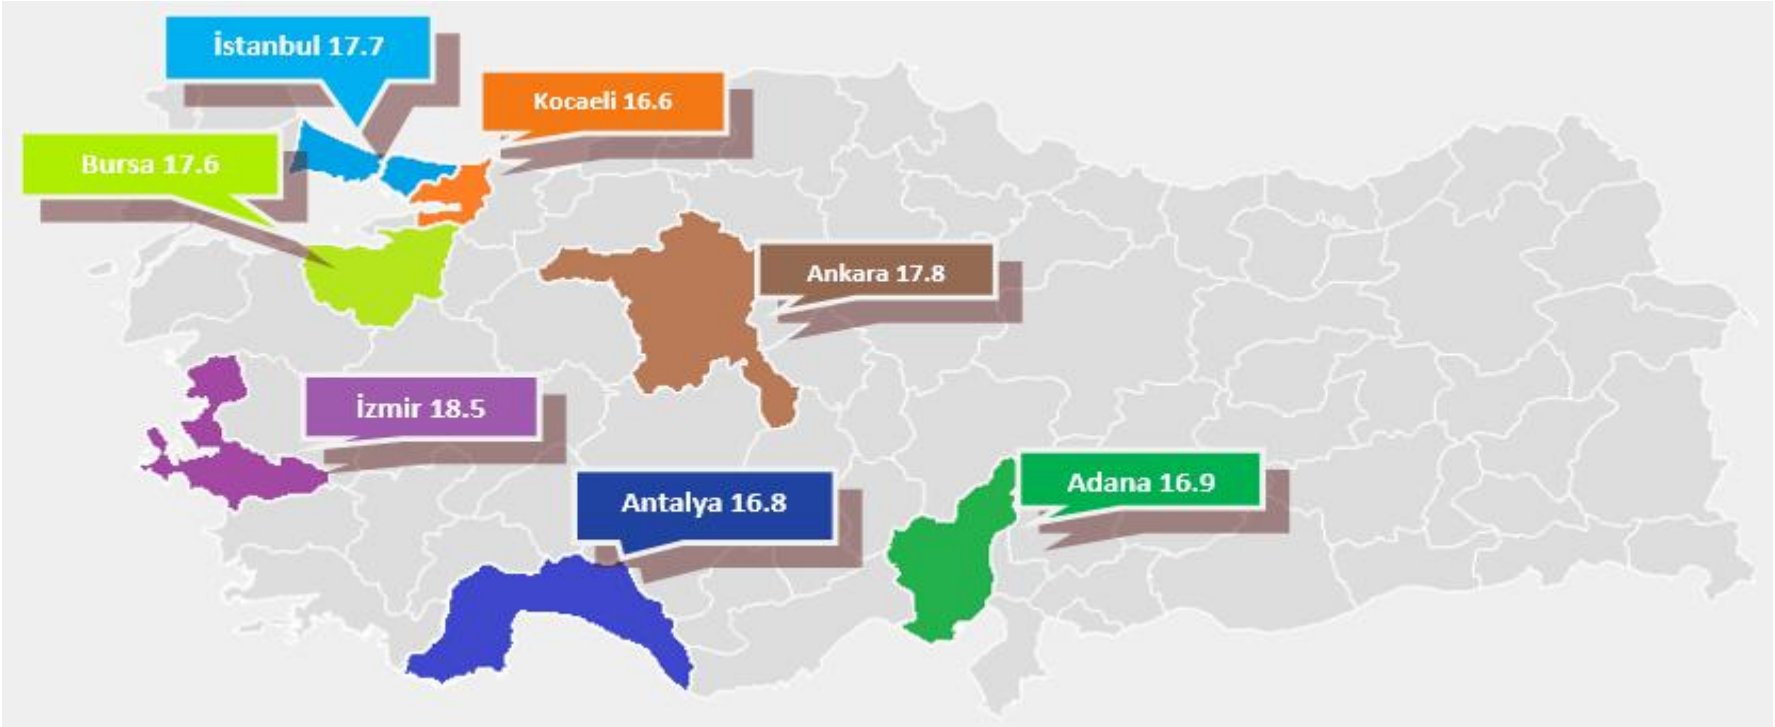 İstanbul 17.7
Kocaeli 16.6
Bursa 17.6
Ankara 17.8
İzmir 18.5
Antalya 16.8
Adana 16.9